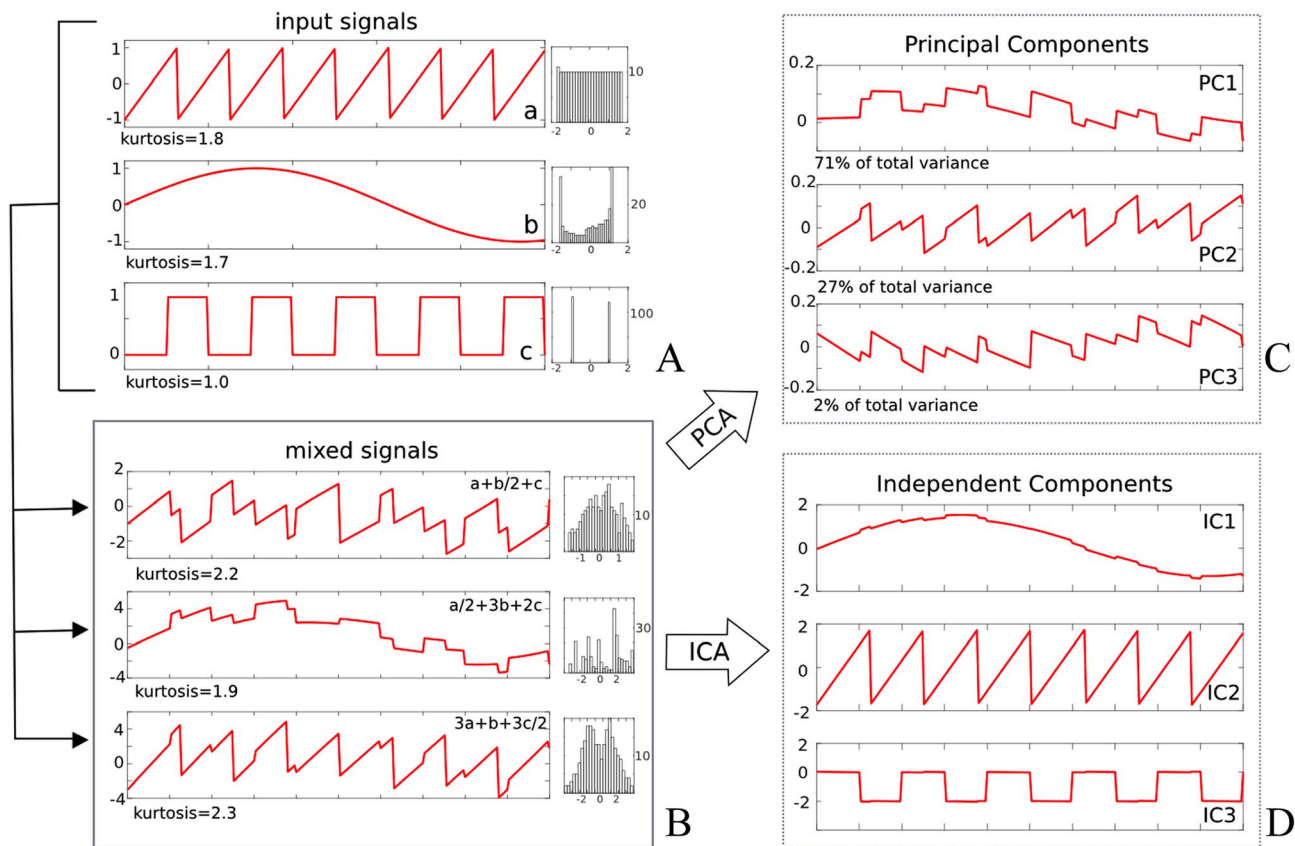 input signals
1
0
-1
a
10
-2 0 2
kurtosis=1.8
1
0
-1
b
20
-2 -1 0 1 2
kurtosis=1.7
1
0
c
100
-2 0 2
kurtosis=1.0
A
mixed signals
2
0
-2
a+b/2+c
10
-1 0 1
kurtosis=2.2
4
0
-4
a/2+3b+2c
30
-2 0 2
kurtosis=1.9
4
0
-4
3a+b+3c/2
10
-2 0 2
kurtosis=2.3
B
PCA
ICA
Principal Components
0.2
0
PC1
71% of total variance
0.2
0
-0.2
PC2
27% of total variance
0.2
0
-0.2
PC3
2% of total variance
C
Independent Components
2
0
-2
IC1
2
0
-2
IC2
2
0
-2
IC3
D